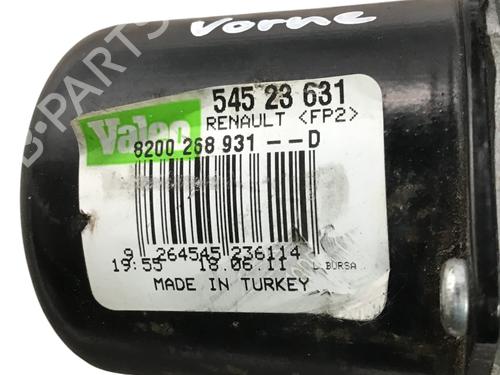 vorne
B-PARTS
545 23 631
Valeo
RENAULT <FP2>
8200 268 931 -- D
9 264545 236114
19:55 18.06.11 L BURSA
MADE IN TURKEY